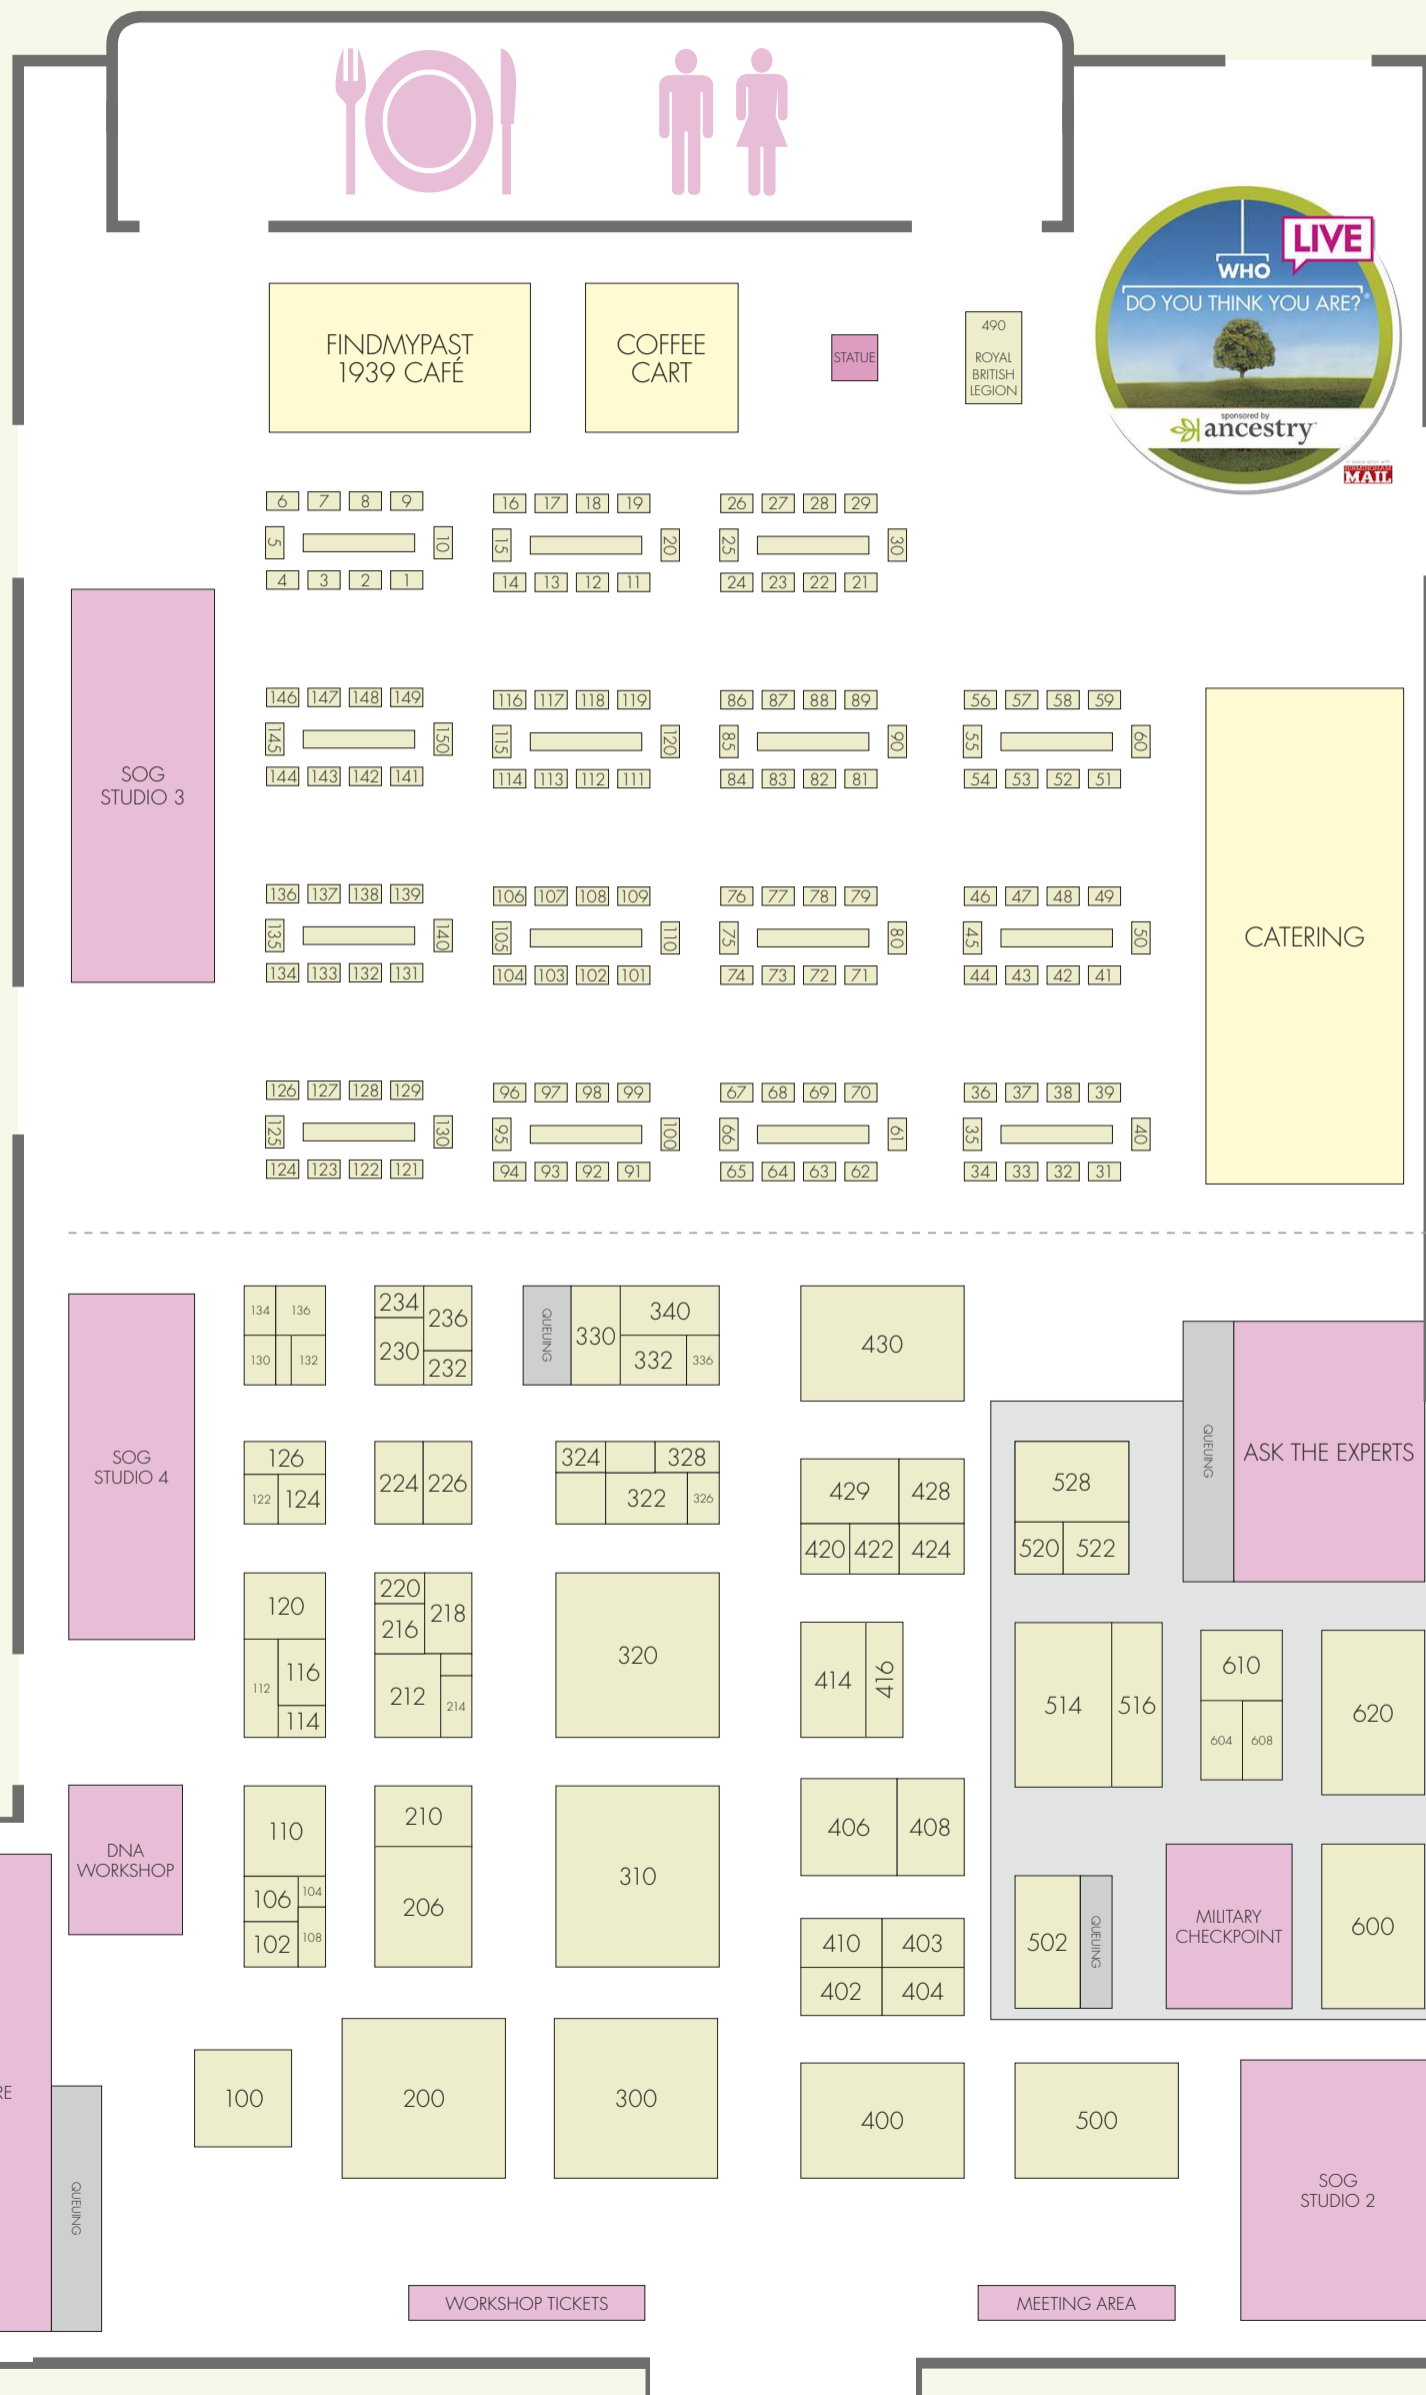 LIVE
WHO
DO YOU THINK YOU ARE?®
sponsored by
ancestry
in association with
BIRMINGHAM
MAIL
FINDMYPAST
1939 CAFÉ
COFFEE
CART
STATUE
490
ROYAL
BRITISH
LEGION
6 7 8 9 16 17 18 19 26 27 28 29
5 10 15 20 25 30
4 3 2 1 14 13 12 11 24 23 22 21
SOG
STUDIO 3
146 147 148 149 116 117 118 119 86 87 88 89 56 57 58 59
145 150 115 120 85 90 55 60
144 143 142 141 114 113 112 111 84 83 82 81 54 53 52 51
CATERING
136 137 138 139 106 107 108 109 76 77 78 79 46 47 48 49
135 140 105 110 75 80 45 50
134 133 132 131 104 103 102 101 74 73 72 71 44 43 42 41
126 127 128 129 96 97 98 99 67 68 69 70 36 37 38 39
125 130 95 100 66 61 35 40
124 123 122 121 94 93 92 91 65 64 63 62 34 33 32 31
SOG
STUDIO 4
134 136
130 132
234 236
230 232
QUEUING
330 340
332 336
430
QUEUING
ASK THE EXPERTS
126
122 124
224 226
324 328
322 326
429 428
420 422 424
528
520 522
120
112 116
114
220 218
216
212 214
320
414 416
514 516
610
604 608
620
DNA
WORKSHOP
110
106 104
102 108
210
206
310
406 408
410 403
402 404
502
QUEUING
MILITARY
CHECKPOINT
600
RE
QUEUING
100
200
300
400
500
SOG
STUDIO 2
WORKSHOP TICKETS
MEETING AREA